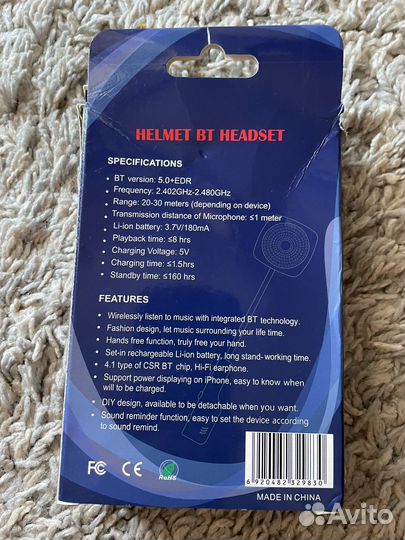 HELMET BT HEADSET
SPECIFICATIONS
• BT version: 5.0+EDR
• Frequency: 2.402GHz-2.480GHz
• Range: 20-30 meters (depending on device)
• Transmission distance of Microphone: ≤1 meter
• Li-ion battery: 3.7V/180mA
• Playback time: ≤8 hrs
• Charging Voltage: 5V
• Charging time: ≤1.5hrs
• Standby time: ≤160 hrs
FEATURES
• Wirelessly listen to music with integrated BT technology.
• Fashion design, let music surrounding your life time.
• Hands free function, truly free your hand.
• Set-in rechargeable Li-ion battery, long stand- working time.
• 4.1 type of CSR BT chip, Hi-Fi earphone.
• Support power displaying on iPhone, easy to know when
will to be charged.
• DIY design, available to be detachable when you want.
• Sound reminder function, easy to set the device according
to sound remind.
FC CE RoHS
6 920482 329830
MADE IN CHINA
Avito